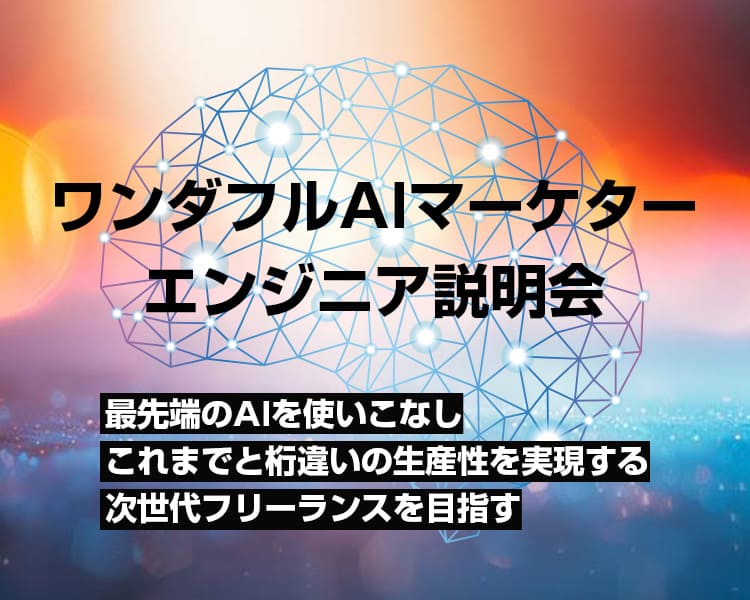 ワンダフルAIマーケター
エンジニア説明会
最先端のAIを使いこなし
これまでと桁違いの生産性を実現する
次世代フリーランスを目指す